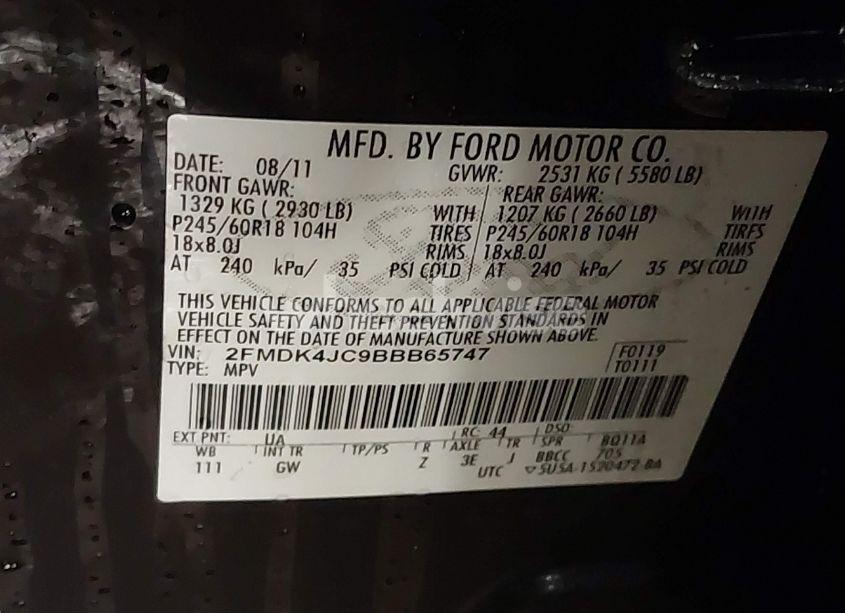 MFD. BY FORD MOTOR CO.
DATE: 08/11 GVWR: 2531 KG ( 5580 LB)
FRONT GAWR: REAR GAWR:
1329 KG ( 2930 LB) WITH 1207 KG ( 2660 LB) WITH
P245/60R18 104H TIRES P245/60R18 104H TIRES
18x8.0J RIMS 18x8.0J RIMS
AT 240 kPa/ 35 PSI COLD AT 240 kPa/ 35 PSI COLD
THIS VEHICLE CONFORMS TO ALL APPLICABLE FEDERAL MOTOR
VEHICLE SAFETY AND THEFT PREVENTION STANDARDS IN
EFFECT ON THE DATE OF MANUFACTURE SHOWN ABOVE.
VIN: 2FMDK4JC9BBB65747 F0119
TYPE: MPV T0111
EXT PNT: UA RC: 44 DSO:
WB INT TR TP/PS R AXLE TR SPR
111 GW Z 3E J BBCC 705
UTC